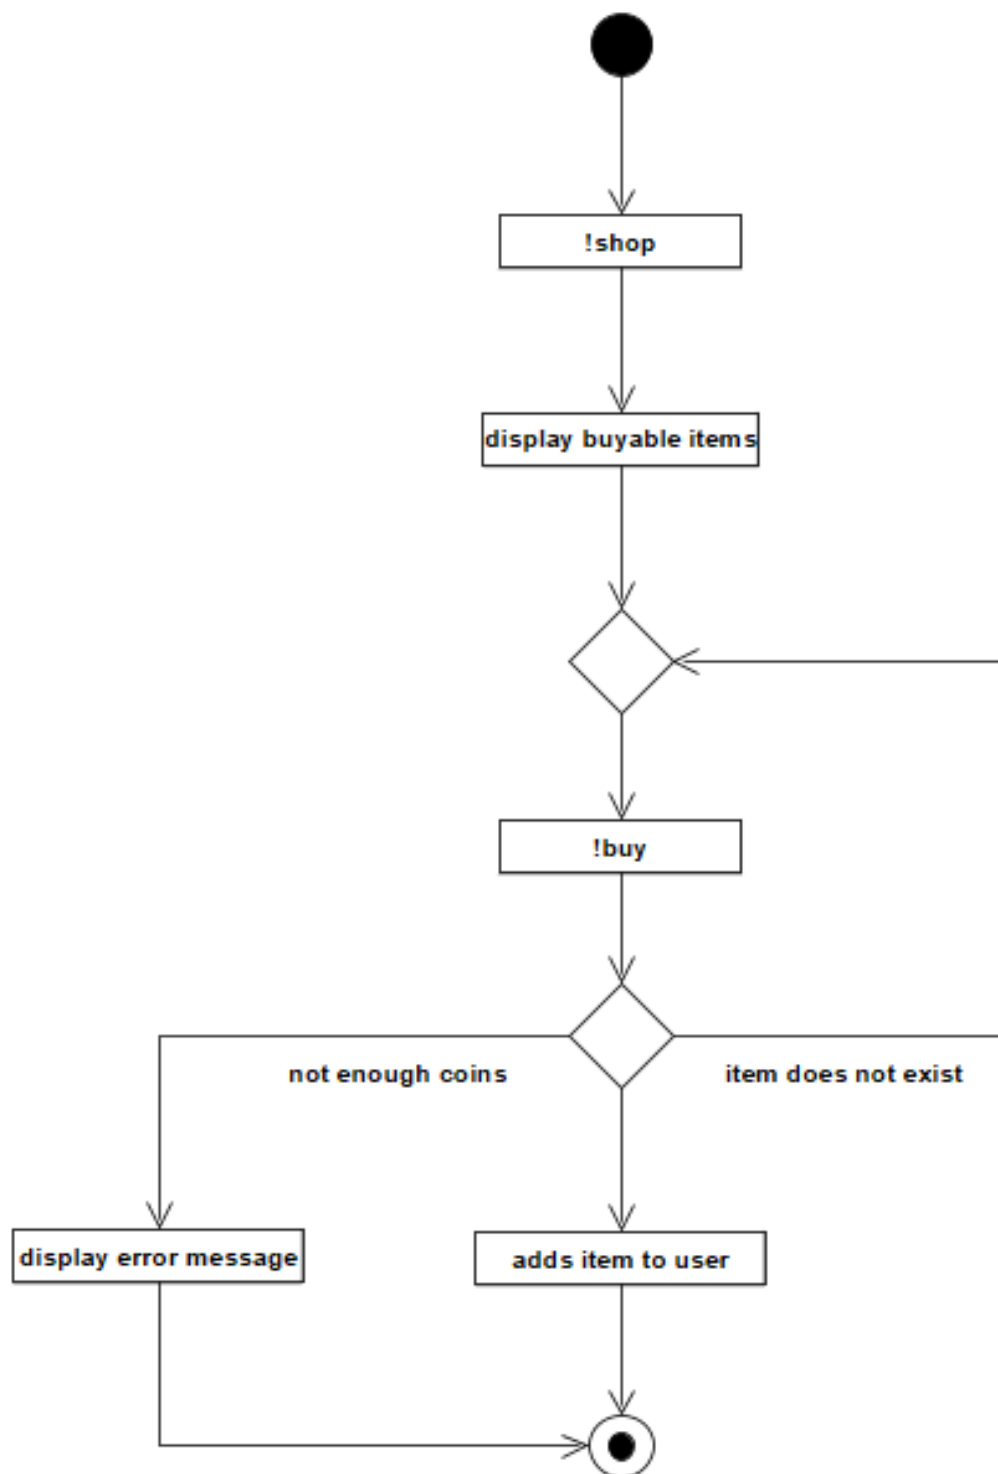 !shop
display buyable items
!buy
not enough coins
item does not exist
display error message
adds item to user